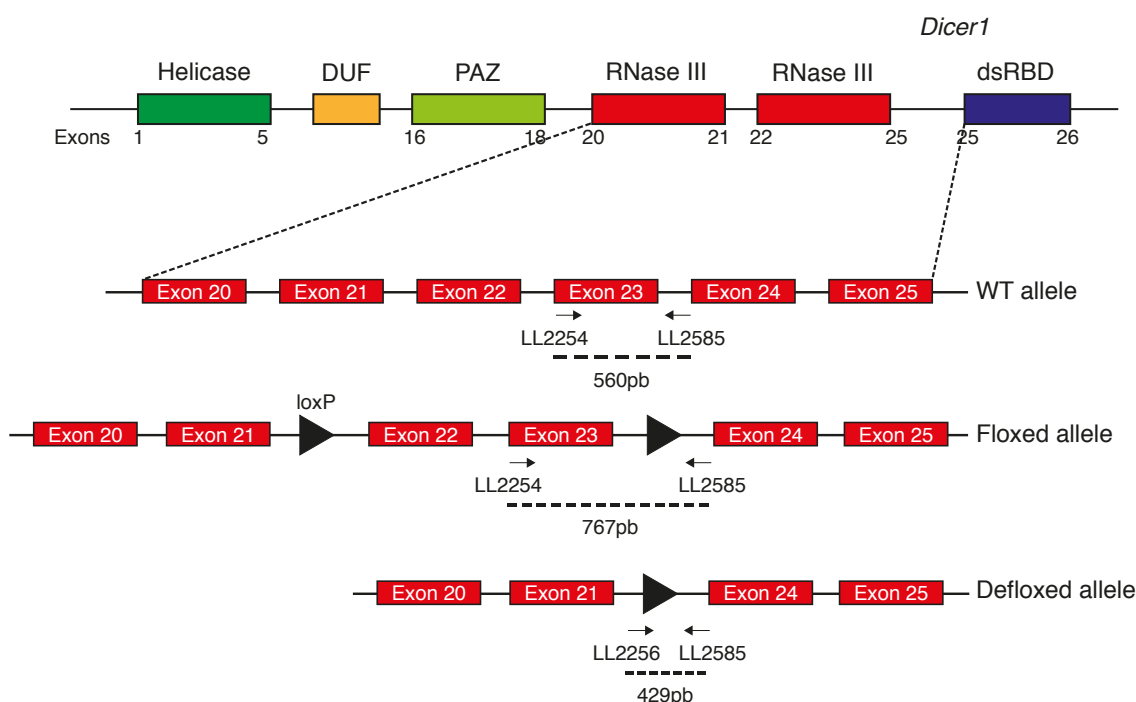 Dicer1
Helicase DUF PAZ RNase III RNase III dsRBD
Exons 1 5 16 18 20 21 22 25 25 26
Exon 20 Exon 21 Exon 22 Exon 23 Exon 24 Exon 25 WT allele
LL2254 LL2585
560pb
loxP
Exon 20 Exon 21 Exon 22 Exon 23 Exon 24 Exon 25 Floxed allele
LL2254 LL2585
767pb
Exon 20 Exon 21 Exon 24 Exon 25 Defloxed allele
LL2256 LL2585
429pb